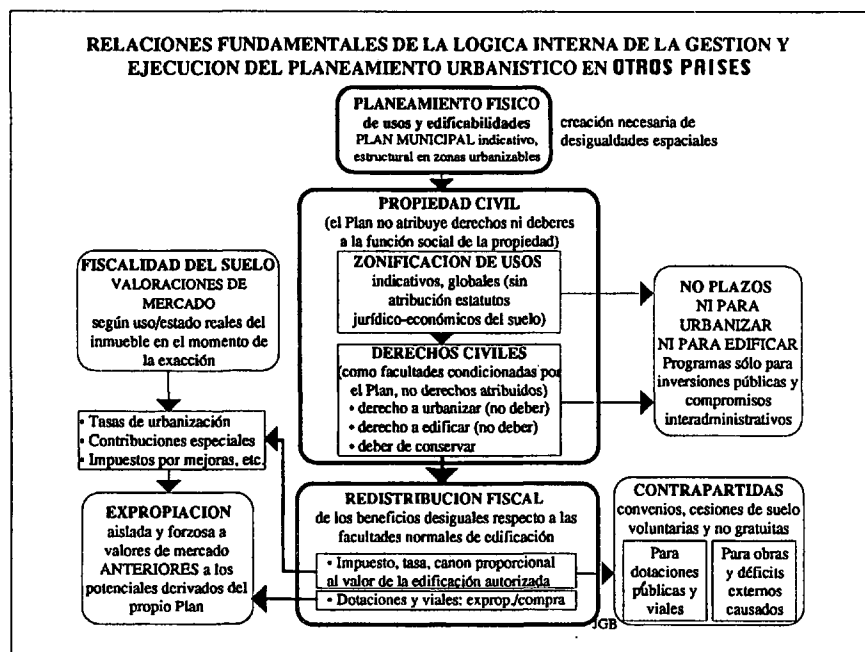 RELACIONES FUNDAMENTALES DE LA LOGICA INTERNA DE LA GESTION Y
EJECUCION DEL PLANEAMIENTO URBANISTICO EN OTROS PAISES
PLANEAMIENTO FISICO
de usos y edificabilidades
PLAN MUNICIPAL indicativo,
estructural en zonas urbanizables
creación necesaria de
desigualdades espaciales
PROPIEDAD CIVIL
(el Plan no atribuye derechos ni deberes
a la función social de la propiedad)
ZONIFICACION DE USOS
indicativos, globales (sin
atribución estatutos
jurídico-económicos del suelo)
DERECHOS CIVILES
(como facultades condicionadas por
el Plan, no derechos atribuidos)
• derecho a urbanizar (no deber)
• derecho a edificar (no deber)
• deber de conservar
FISCALIDAD DEL SUELO
VALORACIONES DE
MERCADO
según uso/estado reales del
inmueble en el momento de
la exacción
• Tasas de urbanización
• Contribuciones especiales
• Impuestos por mejoras, etc.
EXPROPIACION
aislada y forzosa a
valores de mercado
ANTERIORES a los
potenciales derivados del
propio Plan
NO PLAZOS
NI PARA
URBANIZAR
NI PARA EDIFICAR
Programas sólo para
inversiones públicas y
compromisos
interadministrativos
REDISTRIBUCION FISCAL
de los beneficios desiguales respecto a las
facultades normales de edificación
• Impuesto, tasa, canon proporcional
al valor de la edificación autorizada
• Dotaciones y viales: exprop./compra
CONTRAPARTIDAS
convenios, cesiones de suelo
voluntarias y no gratuitas
Para
dotaciones
públicas y
viales
Para obras
y déficits
externos
causados
JGB